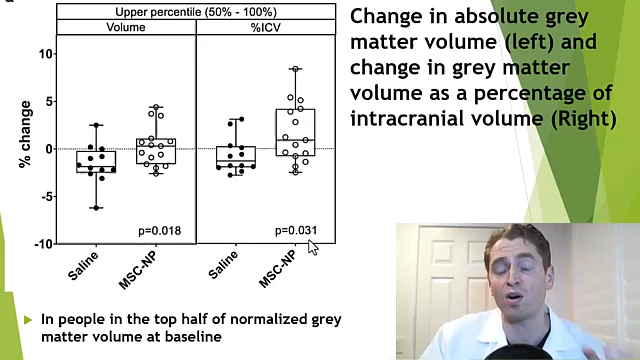 Upper percentile (50% - 100%)
Volume
%ICV
% change
10
5
0
-5
-10
p=0.018
p=0.031
Saline
MSC-NP
Saline
MSC-NP
Change in absolute grey
matter volume (left) and
change in grey matter
volume as a percentage of
intracranial volume (Right)
In people in the top half of normalized grey
matter volume at baseline